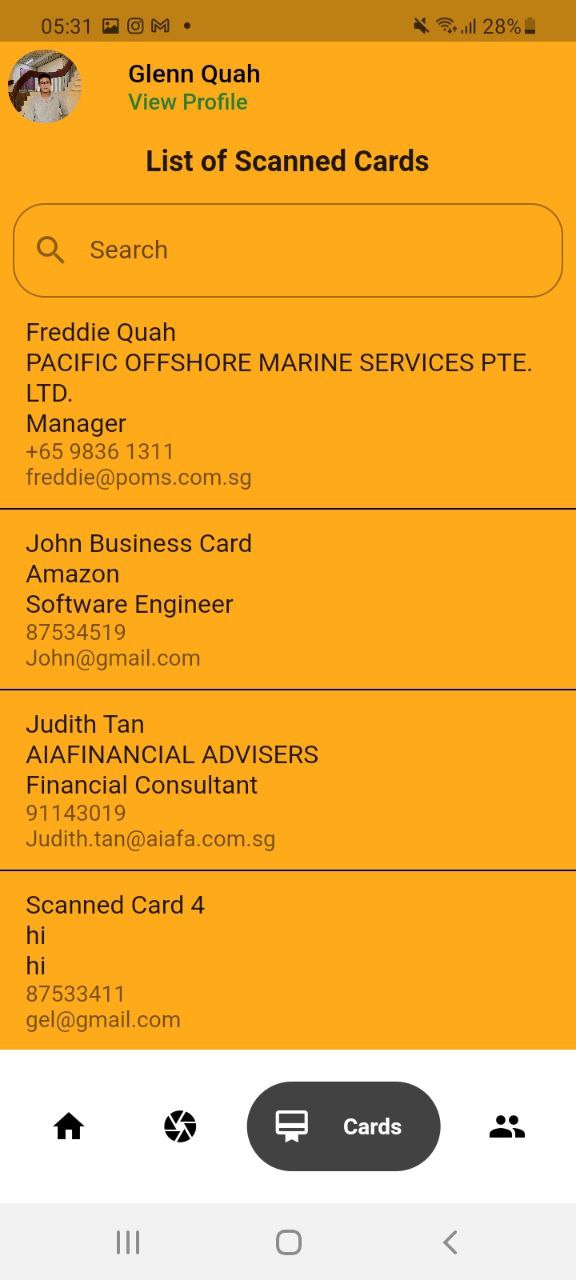 05:31 28%
Glenn Quah
View Profile
List of Scanned Cards
Search
Freddie Quah
PACIFIC OFFSHORE MARINE SERVICES PTE.
LTD.
Manager
+65 9836 1311
freddie@poms.com.sg
John Business Card
Amazon
Software Engineer
87534519
John@gmail.com
Judith Tan
AIAFINANCIAL ADVISERS
Financial Consultant
91143019
Judith.tan@aiafa.com.sg
Scanned Card 4
hi
hi
87533411
gel@gmail.com
Cards